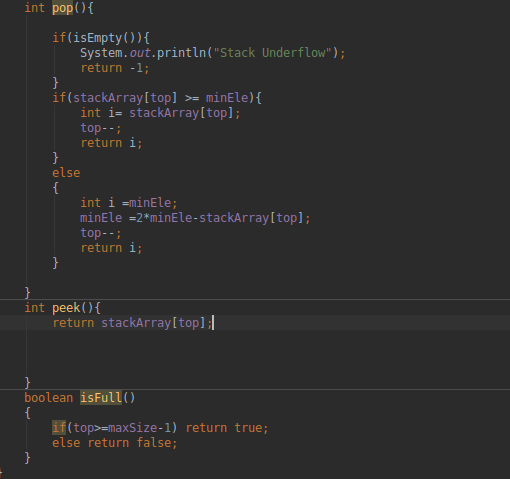 int pop(){
if(isEmpty()){
System.out.println("Stack Underflow");
return -1;
}
if(stackArray[top] >= minEle){
int i= stackArray[top];
top--;
return i;
}
else
{
int i =minEle;
minEle =2*minEle-stackArray[top];
top--;
return i;
}
}
int peek(){
return stackArray[top];
}
boolean isFull()
{
if(top>=maxSize-1) return true;
else return false;
}
}